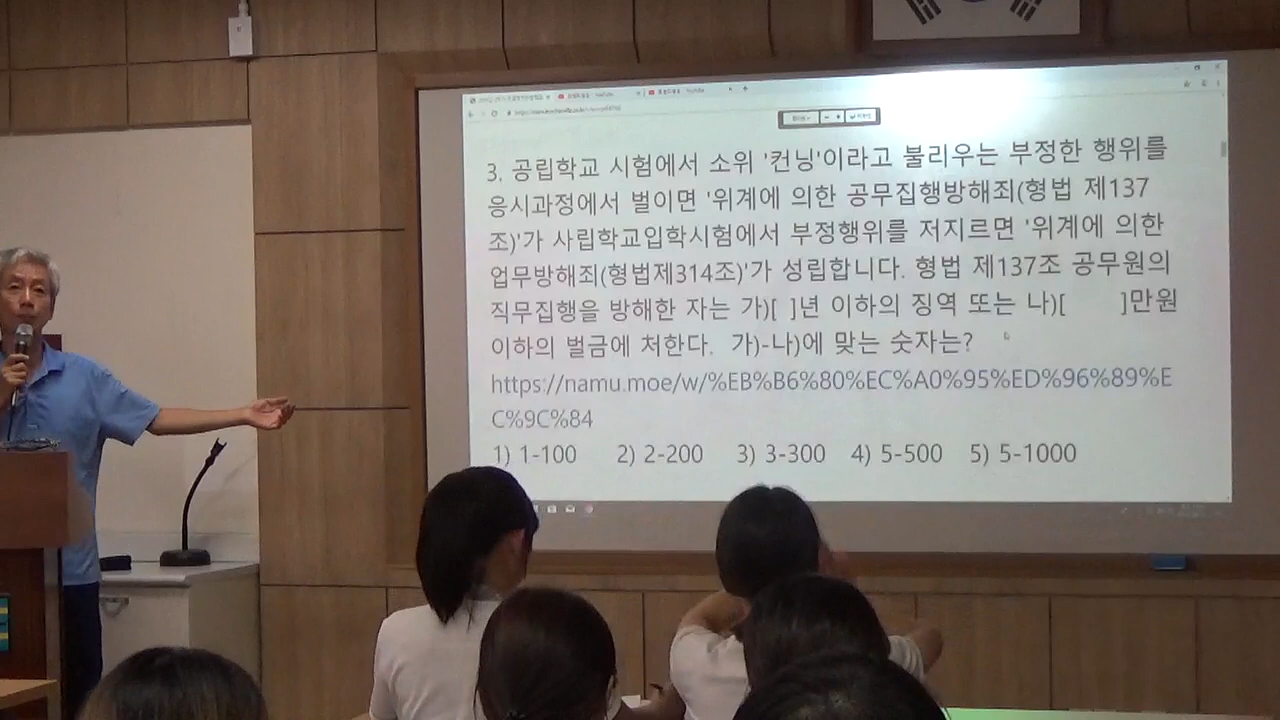 3. 공립학교 시험에서 소위 '컨닝'이라고 불리우는 부정한 행위를
응시과정에서 벌이면 '위계에 의한 공무집행방해죄(형법 제137
조)'가 사립학교입학시험에서 부정행위를 저지르면 '위계에 의한
업무방해죄(형법제314조)'가 성립합니다. 형법 제137조 공무원의
직무집행을 방해한 자는 가)[ ]년 이하의 징역 또는 나)[ ]만원
이하의 벌금에 처한다. 가)-나)에 맞는 숫자는?
https://namu.moe/w/%EB%B6%80%EC%A0%95%ED%96%89%E
C%9C%84
1) 1-100 2) 2-200 3) 3-300 4) 5-500 5) 5-1000